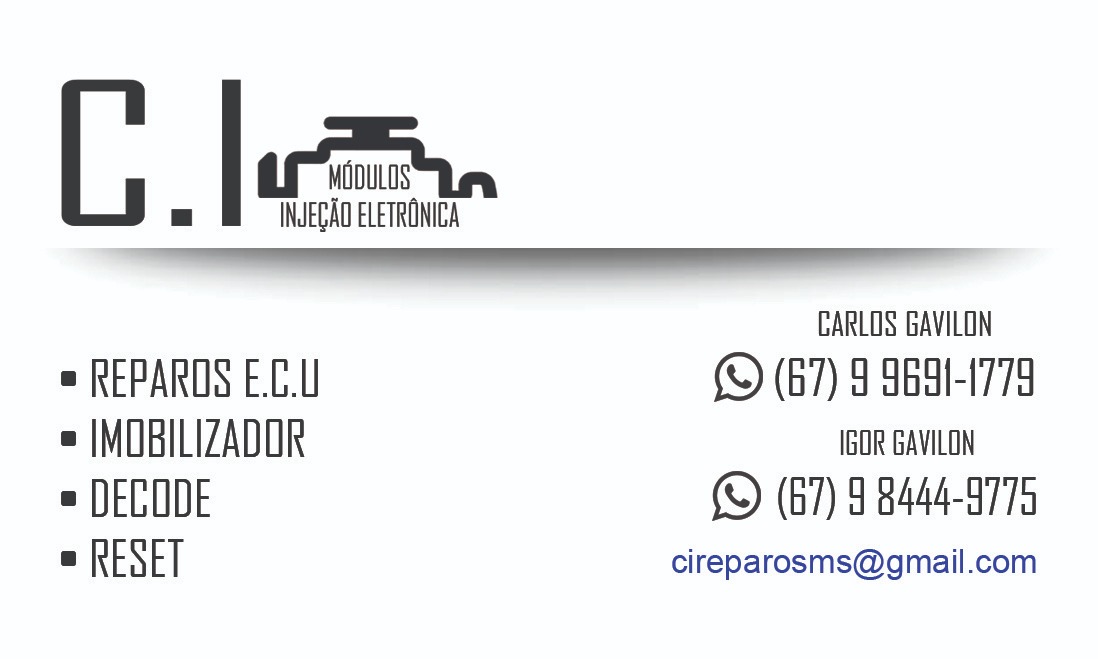 C.I
MÓDULOS
INJEÇÃO ELETRÔNICA
▪ REPAROS E.C.U
▪ IMOBILIZADOR
▪ DECODE
▪ RESET
CARLOS GAVILON
(67) 9 9691-1779
IGOR GAVILON
(67) 9 8444-9775
cireparosms@gmail.com